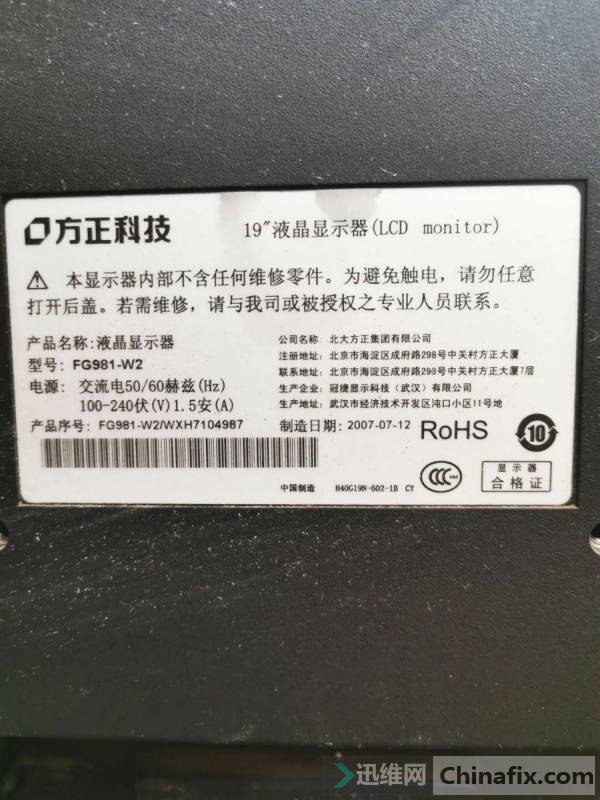 方正科技
19"液晶显示器(LCD monitor)
本显示器内部不含任何维修零件。为避免触电,请勿任意
打开后盖。若需维修,请与我司或被授权之专业人员联系。
产品名称:液晶显示器
型号: FG981-W2
电源: 交流电50/60赫兹(Hz)
100-240伏(V)1.5安(A)
产品序号: FG981-W2/WXH7104987
公司名称: 北大方正集团有限公司
注册地址: 北京市海淀区成府路298号中关村方正大厦
联系地址: 北京市海淀区成府路298号中关村方正大厦7层
生产企业: 冠捷显示科技（武汉）有限公司
生产地址: 武汉市经济技术开发区沌口小区11号地
制造日期: 2007-07-12
RoHS
10
中国制造 H40G19N-602-1B CY
CCC
显示器
合格证
迅维网 Chinafix.com